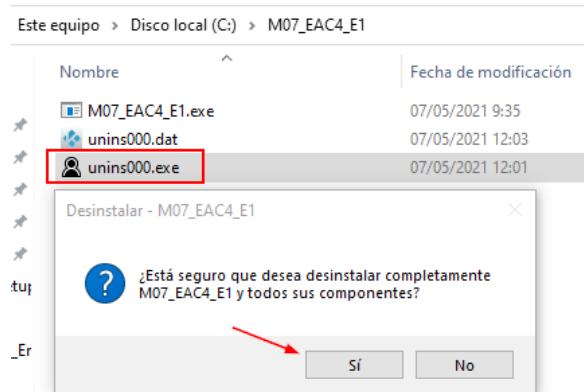 Este equipo > Disco local (C:) > M07_EAC4_E1
Nombre Fecha de modificación
M07_EAC4_E1.exe 07/05/2021 9:35
unins000.dat 07/05/2021 12:03
unins000.exe 07/05/2021 12:01
Desinstalar - M07_EAC4_E1
¿Está seguro que desea desinstalar completamente
M07_EAC4_E1 y todos sus componentes?
:tup
_Er
Sí No